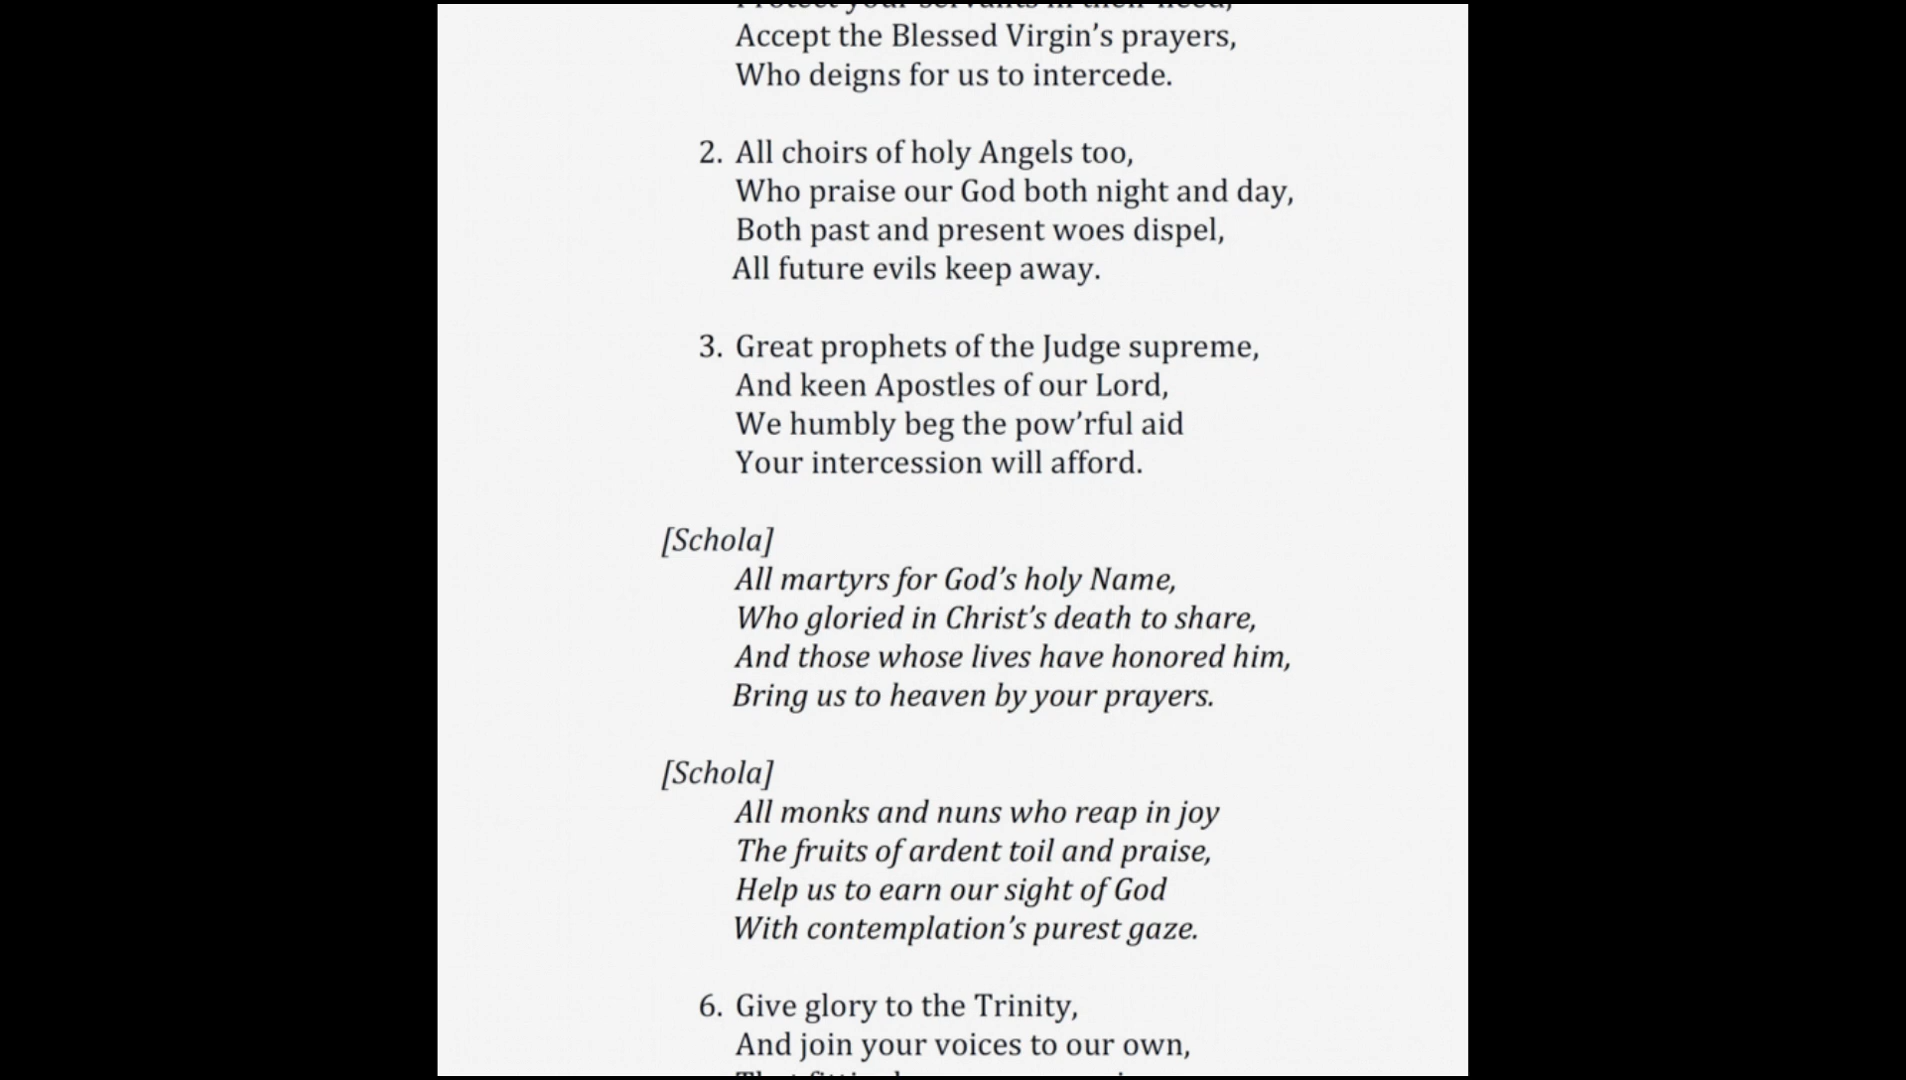 Protect your servants in their need,
Accept the Blessed Virgin’s prayers,
Who deigns for us to intercede.
2. All choirs of holy Angels too,
Who praise our God both night and day,
Both past and present woes dispel,
All future evils keep away.
3. Great prophets of the Judge supreme,
And keen Apostles of our Lord,
We humbly beg the pow’rful aid
Your intercession will afford.
[Schola]
All martyrs for God’s holy Name,
Who gloried in Christ’s death to share,
And those whose lives have honored him,
Bring us to heaven by your prayers.
[Schola]
All monks and nuns who reap in joy
The fruits of ardent toil and praise,
Help us to earn our sight of God
With contemplation’s purest gaze.
6. Give glory to the Trinity,
And join your voices to our own,